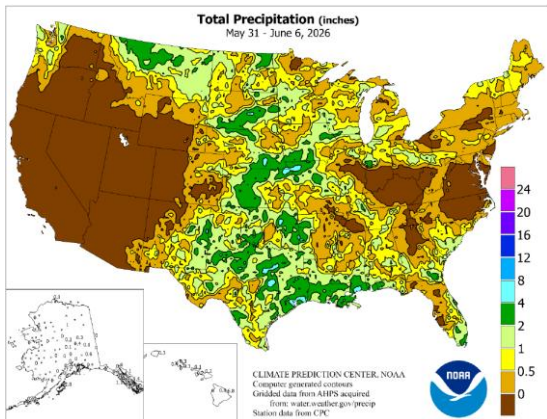 Total Precipitation (inches)
May 31 - June 6, 2026
24
20
16
12
8
4
2
1
0.5
0
CLIMATE PREDICTION CENTER, NOAA
Computer generated contours
Gridded data from AHPS acquired
from: water.weather.gov/precip
Station data from CPC
NOAA